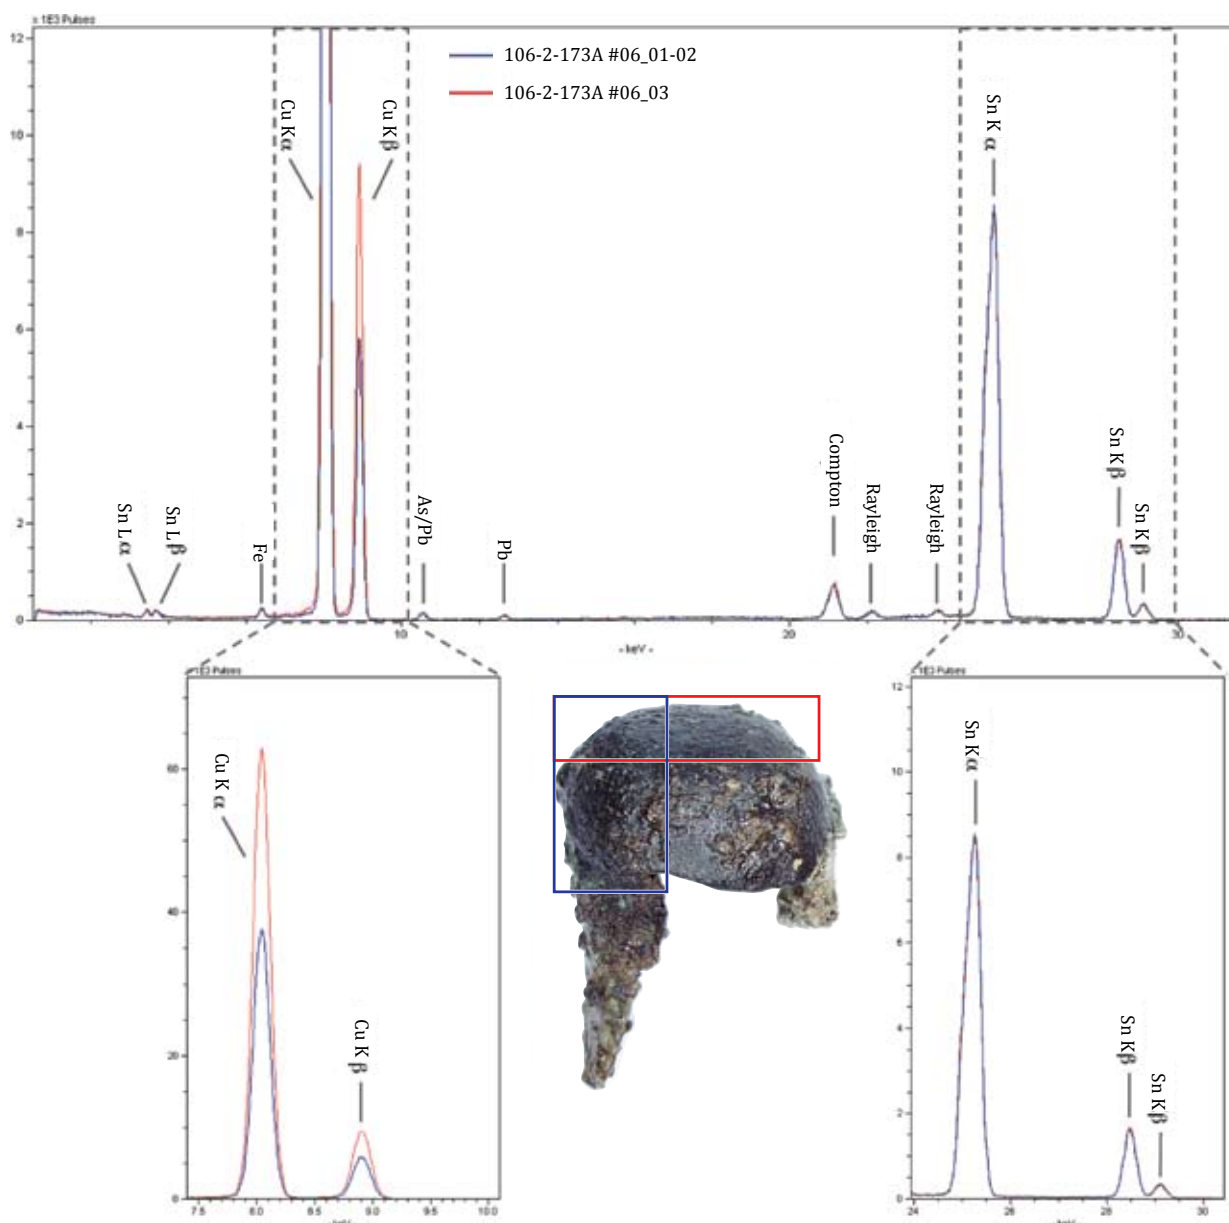 x 1E3 Pulses
12
10
8
6
4
2
0
106-2-173A #06_01-02
106-2-173A #06_03
Sn L α
Sn L β
Fe
Cu Kα
Cu Kβ
As/Pb
Pb
Compton
Rayleigh
Rayleigh
Sn K α
Sn K β
Sn K β
10
20
30
- keV -
x 1E3 Pulses
60
40
20
0
Cu K α
Cu K β
7.5 8.0 8.5 9.0 9.5 10.0
x 1E3 Pulses
12
10
8
6
4
2
0
Sn Kα
Sn Kβ
Sn Kβ
24 26 28 30